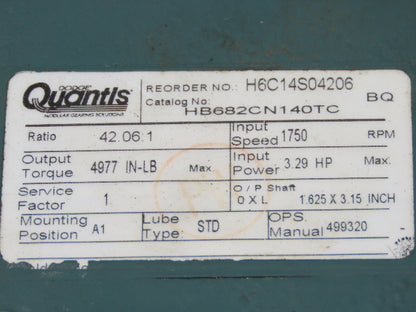 DODGE
Quantis
MODULAR GEARING SOLUTIONS
REORDER NO.: H6C14S04206
Catalog No: HB682CN140TC BQ
Ratio 42.06:1
Input Speed 1750 RPM
Output Torque 4977 IN-LB Max.
Input Power 3.29 HP Max.
Service Factor 1
O/P Shaft O X L 1.625 X 3.15 INCH
Mounting Position A1
Lube Type: STD
OPS. Manual 499320